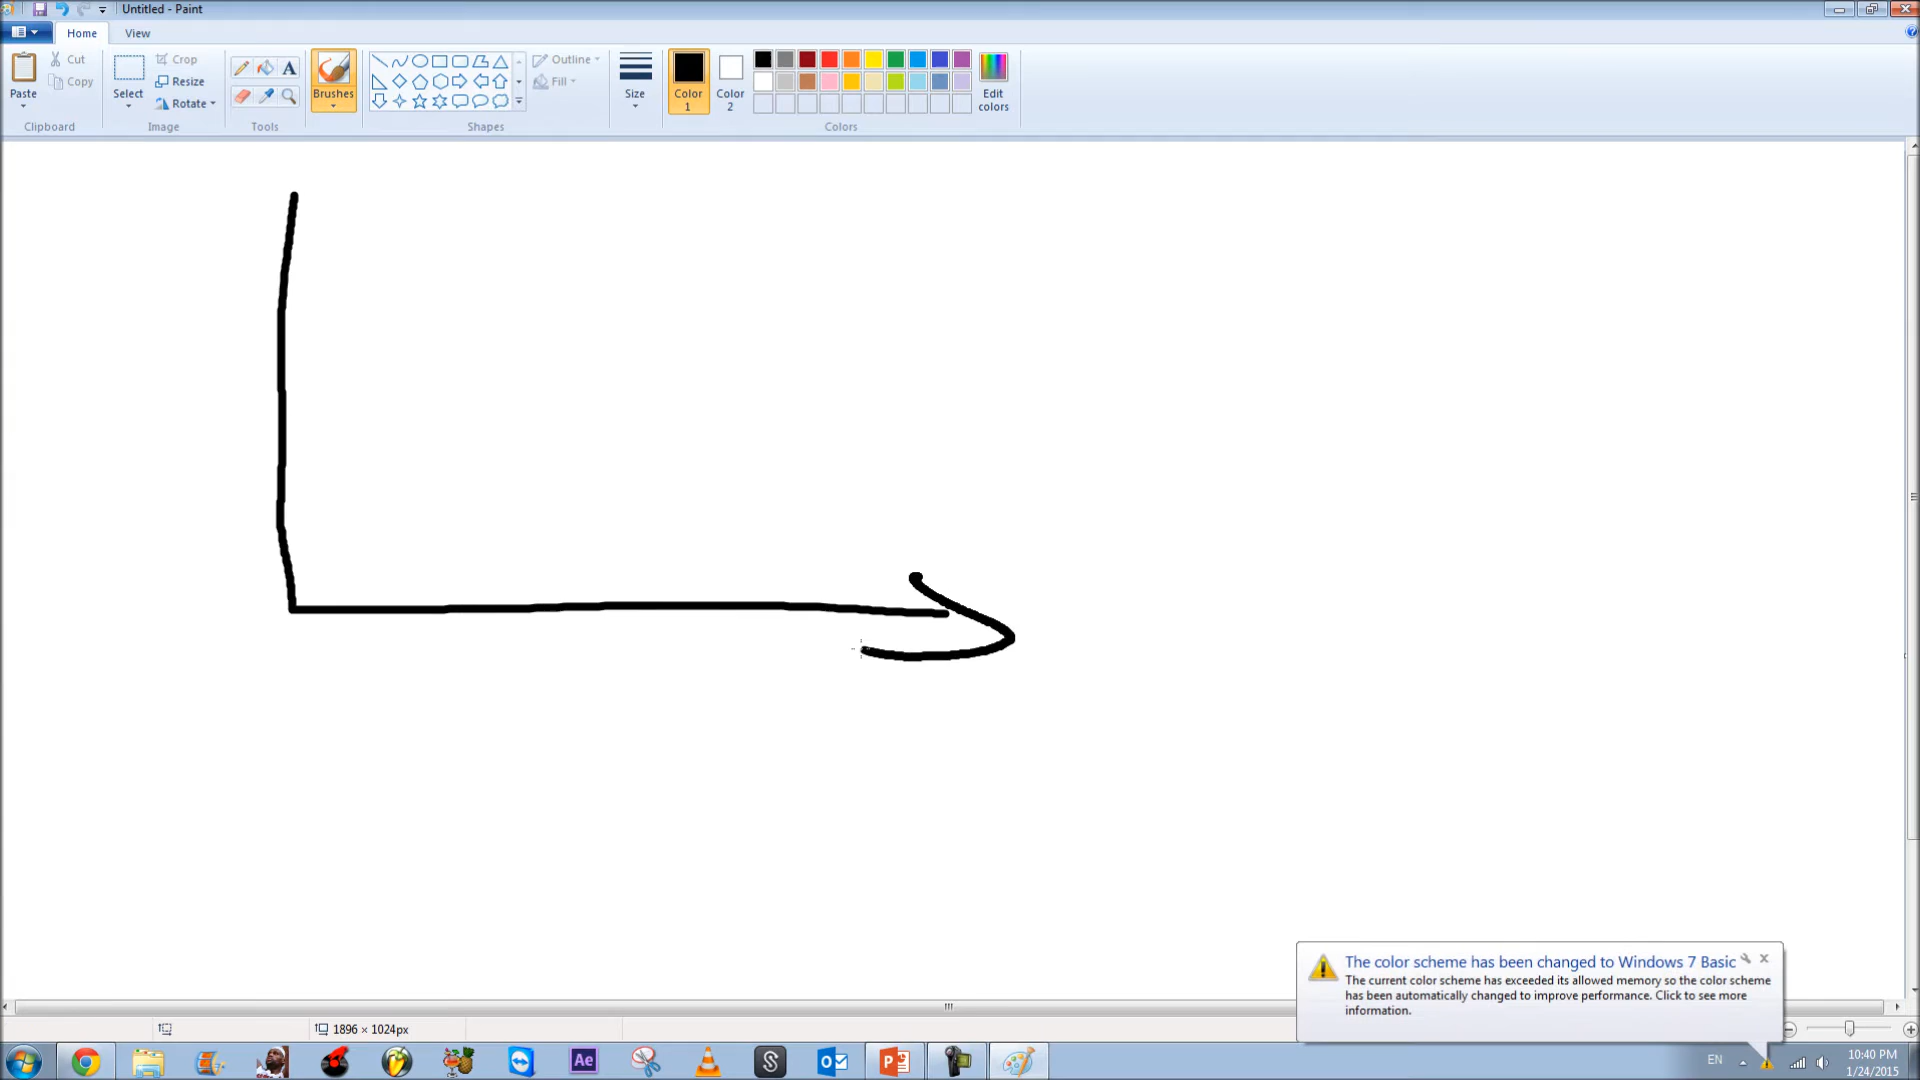 Untitled - Paint
Home View
Cut
Copy
Paste
Clipboard
Select
Crop
Resize
Rotate
Image
Tools
Brushes
Shapes
Outline
Fill
Size
Color 1
Color 2
Edit colors
Colors
The color scheme has been changed to Windows 7 Basic
The current color scheme has exceeded its allowed memory so the color scheme
has been automatically changed to improve performance. Click to see more
information.
1896 × 1024px
Ae
EN
10:40 PM
1/24/2015